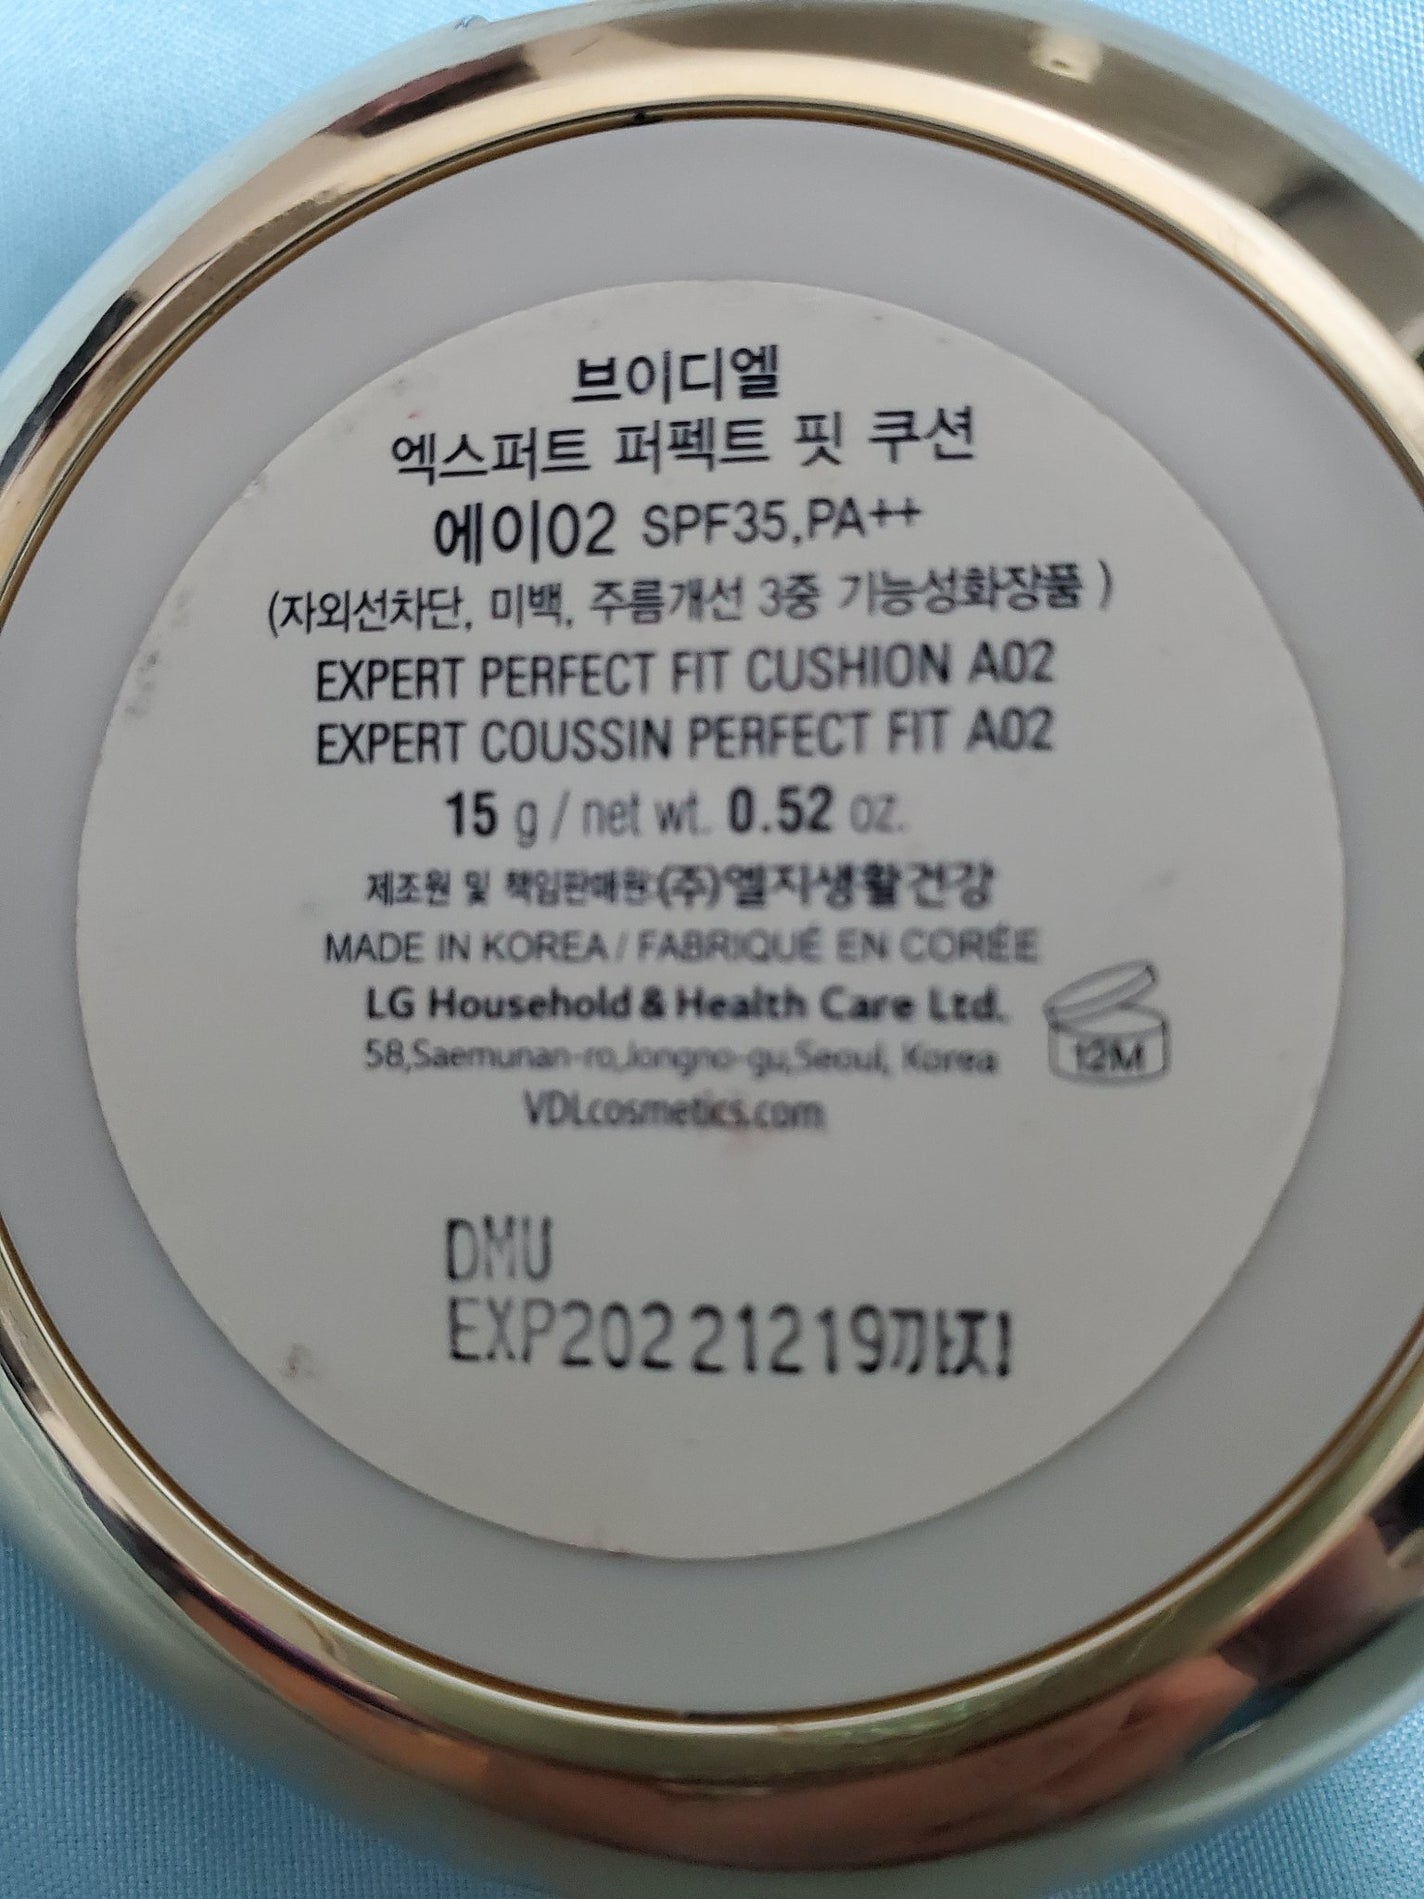 브이디엘
엑스퍼트 퍼펙트 핏 쿠션
에이02 SPF35,PA++
(자외선차단, 미백, 주름개선 3중 기능성화장품 )
EXPERT PERFECT FIT CUSHION A02
EXPERT COUSSIN PERFECT FIT A02
15 g / net wt. 0.52 oz.
제조원 및 책임판매원:(주)엘지생활건강
MADE IN KOREA / FABRIQUÉ EN CORÉE
LG Household & Health Care Ltd.
58,Saemunan-ro,Jongno-gu,Seoul, Korea
12M
VDLcosmetics.com
DMU
EXP20221219까지